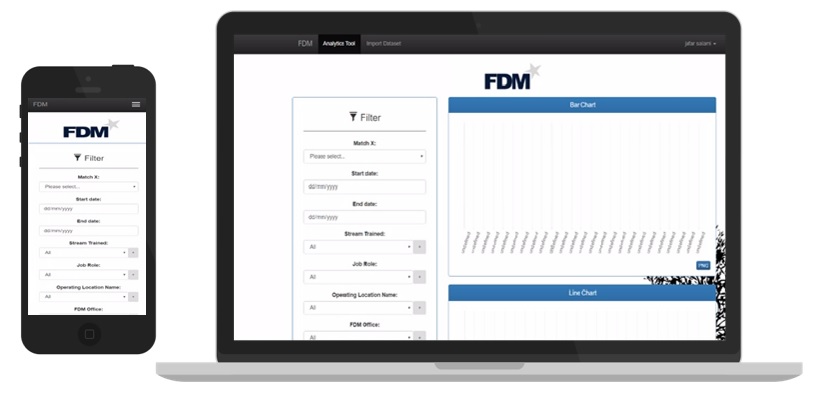 FDM
FDM
Filter
Match X:
Please select...
Start date:
dd/mm/yyyy
End date:
dd/mm/yyyy
Stream Trained:
All
Job Role:
All
Operating Location Name:
All
FDM Office:
FDM Analytics Tool Import Dataset
FDM
Filter
Match X:
Please select...
Start date:
dd/mm/yyyy
End date:
dd/mm/yyyy
Stream Trained:
All
Job Role:
All
Operating Location Name:
All
FDM Office:
All
Bar Chart
PNG
Line Chart